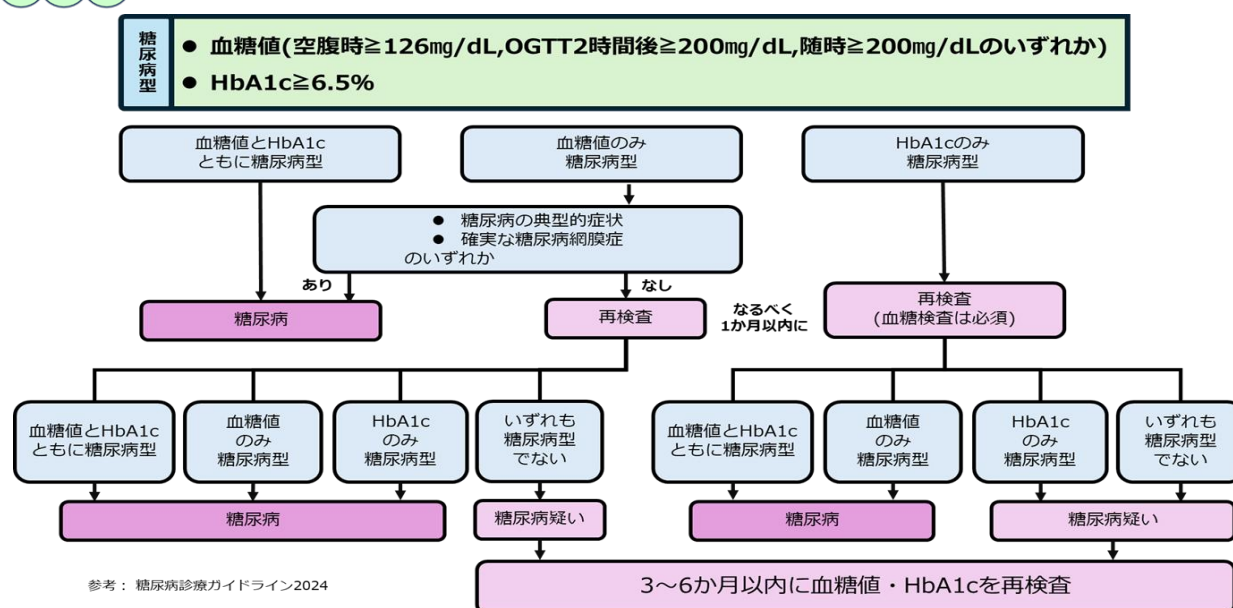 糖尿病型
● 血糖値(空腹時≧126㎎/dL,OGTT2時間後≧200㎎/dL,随時≧200㎎/dLのいずれか)
● HbA1c≧6.5%
血糖値とHbA1c
ともに糖尿病型
血糖値のみ
糖尿病型
HbA1cのみ
糖尿病型
● 糖尿病の典型的症状
● 確実な糖尿病網膜症
のいずれか
あり
なし
糖尿病
再検査
なるべく
1か月以内に
再検査
(血糖検査は必須)
血糖値とHbA1c
ともに糖尿病型
血糖値
のみ
糖尿病型
HbA1c
のみ
糖尿病型
いずれも
糖尿病型
でない
血糖値とHbA1c
ともに糖尿病型
血糖値
のみ
糖尿病型
HbA1c
のみ
糖尿病型
いずれも
糖尿病型
でない
糖尿病
糖尿病疑い
糖尿病
糖尿病疑い
3～6か月以内に血糖値・HbA1cを再検査
参考： 糖尿病診療ガイドライン2024